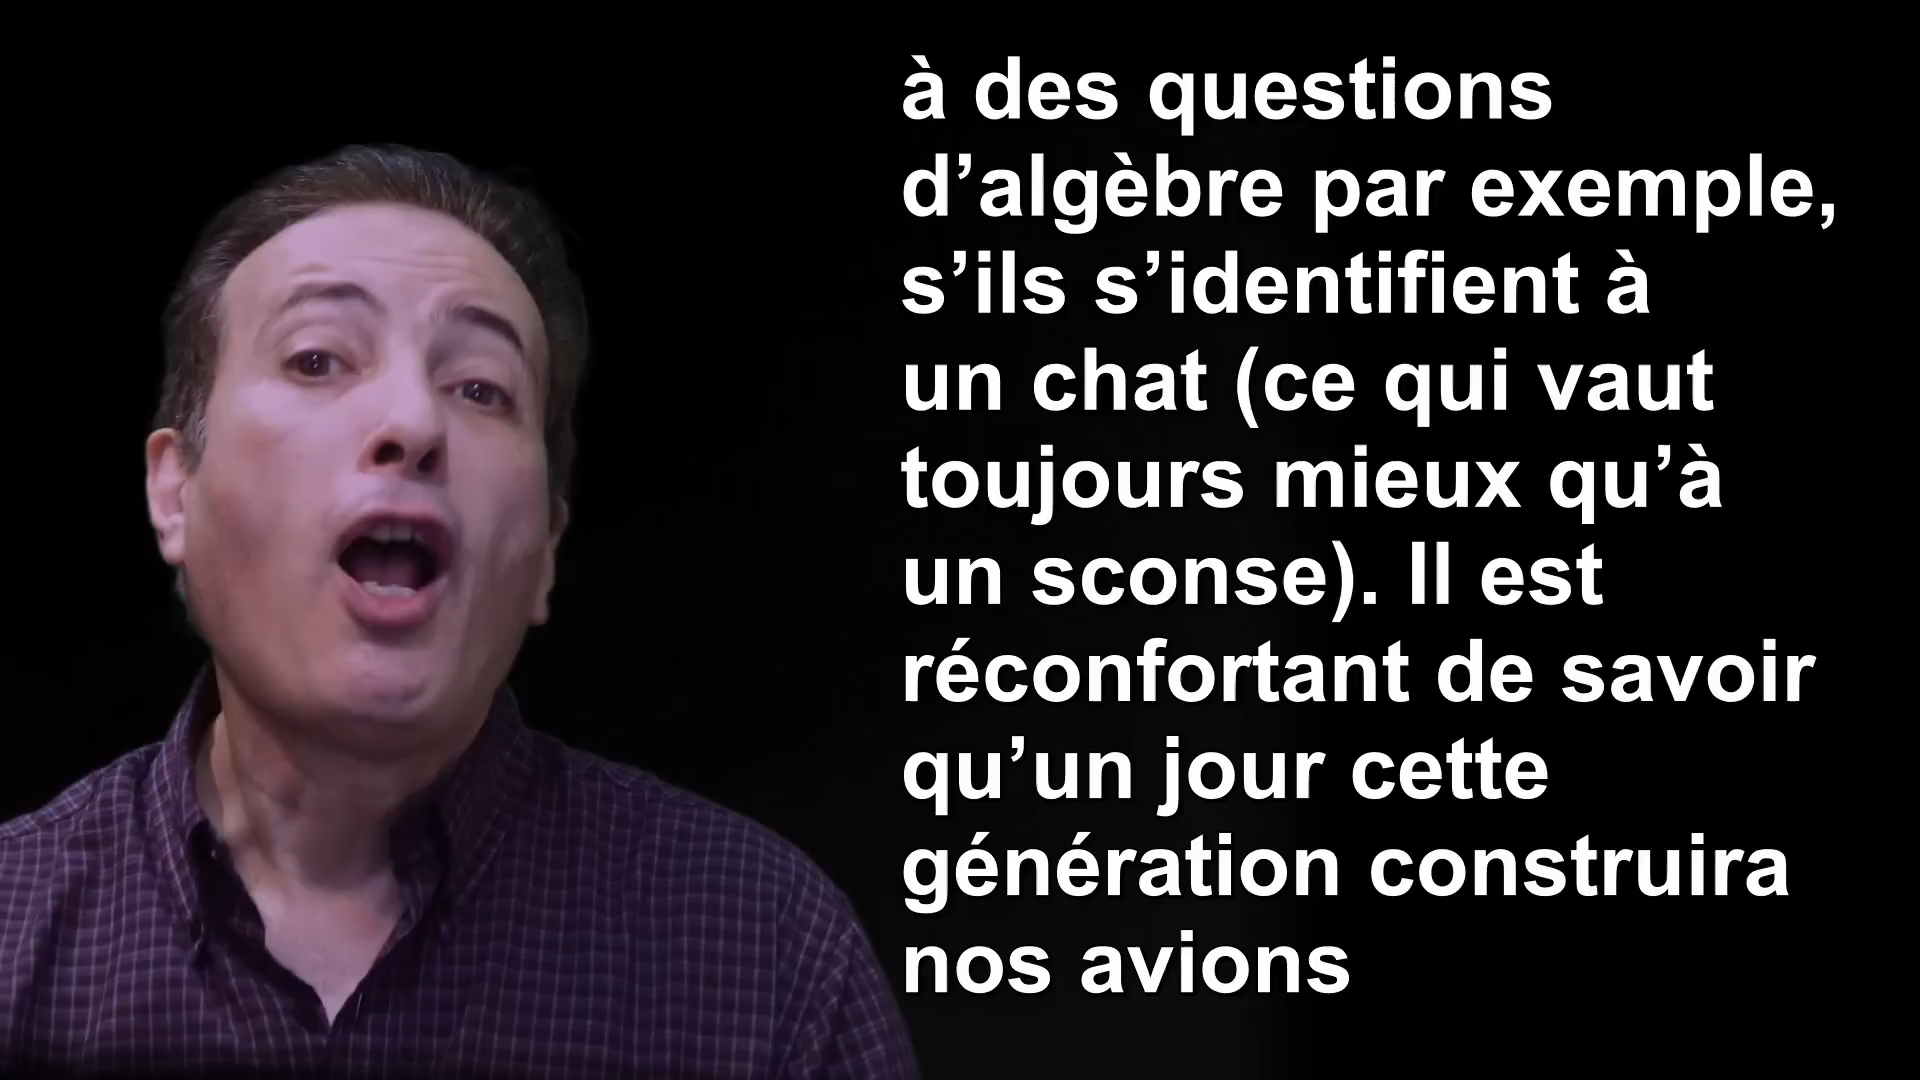 à des questions
d’algèbre par exemple,
s’ils s’identifient à
un chat (ce qui vaut
toujours mieux qu’à
un sconse). Il est
réconfortant de savoir
qu’un jour cette
génération construira
nos avions